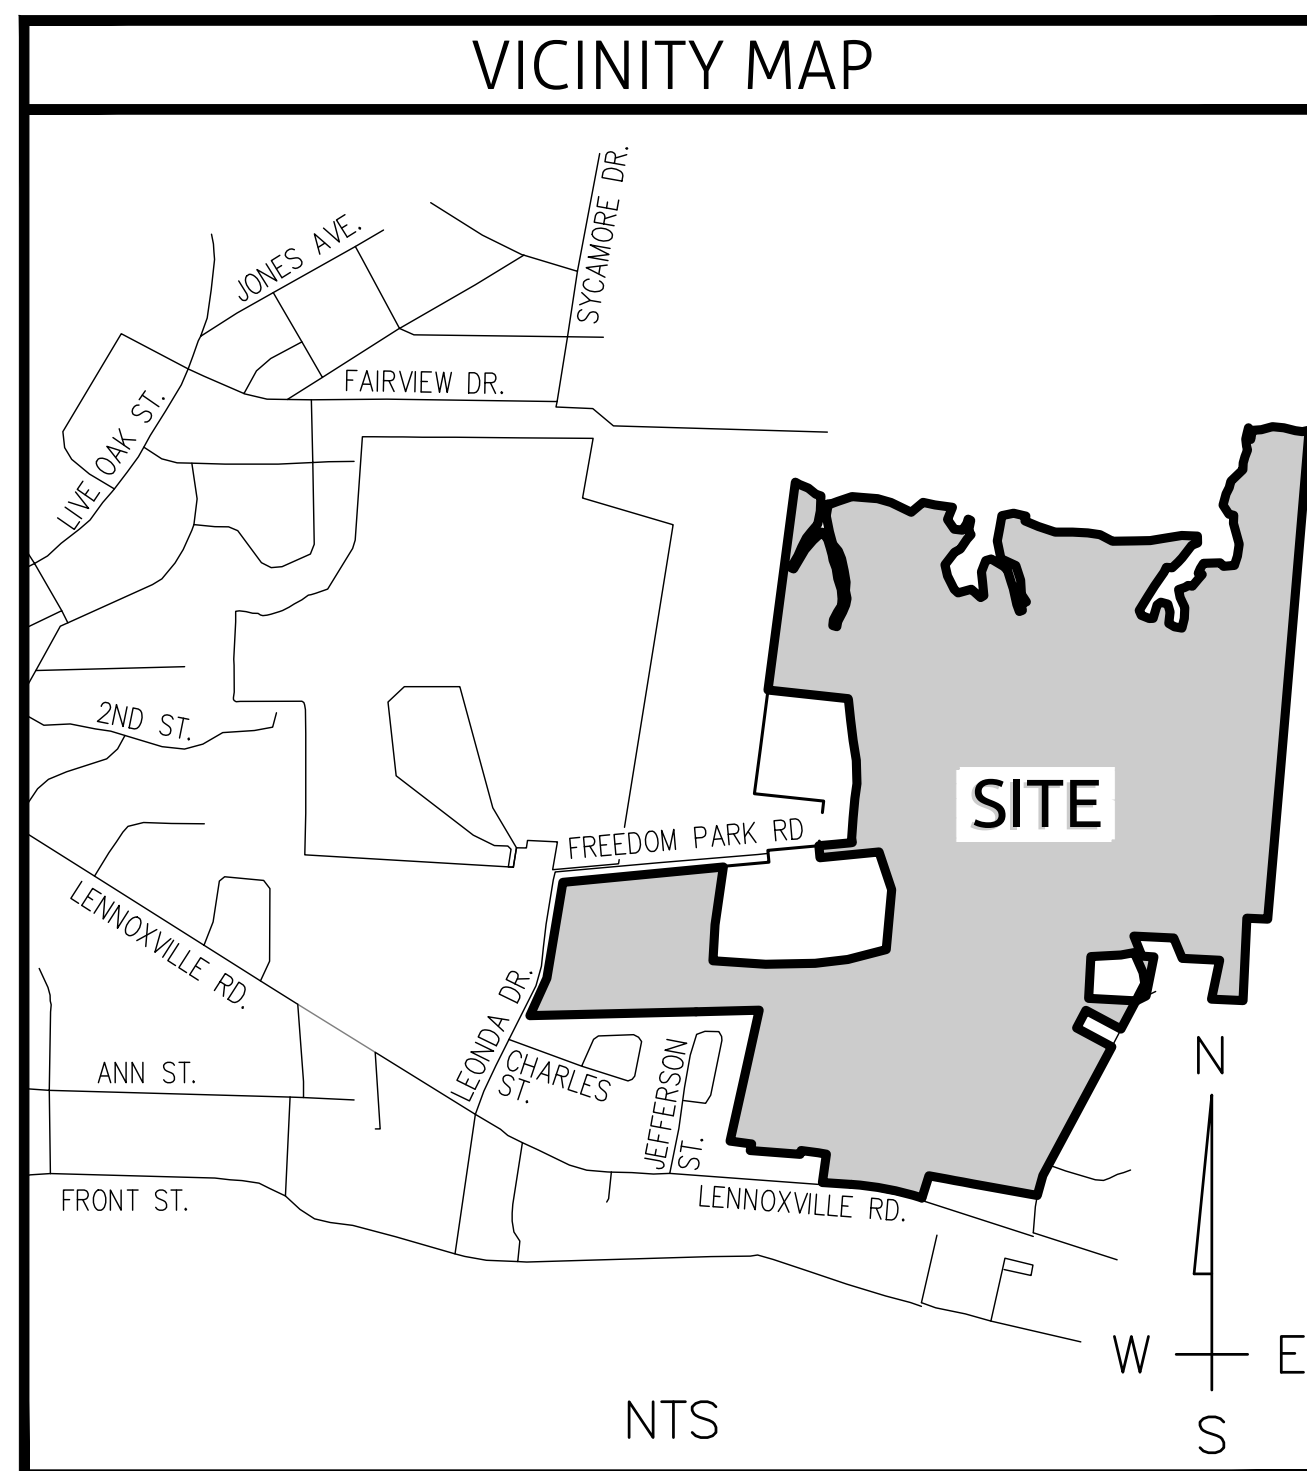 VICINITY MAP
SYCAMORE DR.
JONES AVE.
FAIRVIEW DR.
LIVE OAK ST.
2ND ST.
SITE
FREEDOM PARK RD
LENNOXVILLE RD.
LEONDA DR.
CHARLES
ST.
JEFFERSON
ST.
ANN ST.
FRONT ST.
LENNOXVILLE RD.
N
W
E
S
NTS